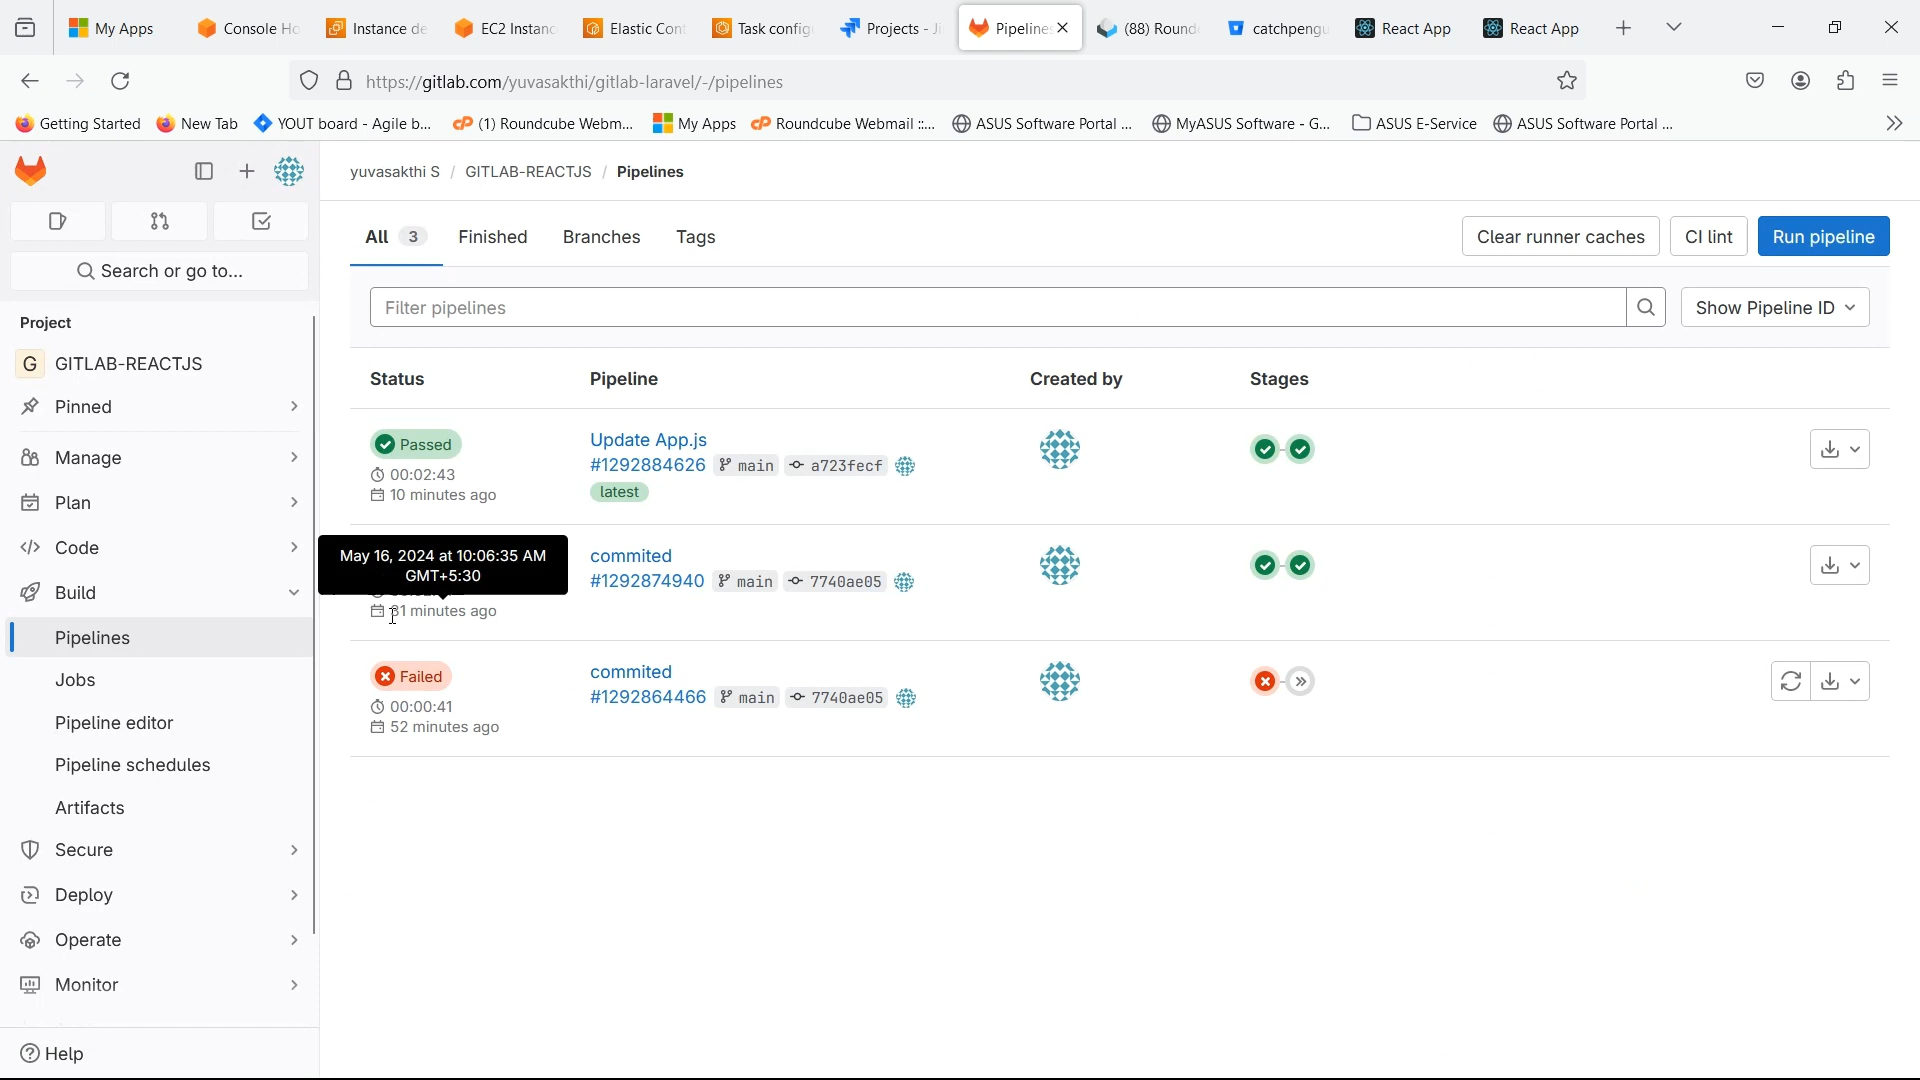 My Apps
Console Ho
Instance de
EC2 Instanc
Elastic Cont
Task config
Projects - Ji
Pipelines
(88) Round
catchpengu
React App
React App
https://gitlab.com/yuvasakthi/gitlab-laravel/-/pipelines
Getting Started
New Tab
YOUT board - Agile b...
(1) Roundcube Webm...
My Apps
Roundcube Webmail ::...
ASUS Software Portal ...
MyASUS Software - G...
ASUS E-Service
ASUS Software Portal ...
Search or go to...
Project
G GITLAB-REACTJS
Pinned
Manage
Plan
Code
Build
Pipelines
Jobs
Pipeline editor
Pipeline schedules
Artifacts
Secure
Deploy
Operate
Monitor
Help
yuvasakthi S / GITLAB-REACTJS / Pipelines
All 3
Finished
Branches
Tags
Clear runner caches
CI lint
Run pipeline
Filter pipelines
Show Pipeline ID
Status
Pipeline
Created by
Stages
Passed
00:02:43
10 minutes ago
Update App.js
#1292884626 main a723fecf
latest
May 16, 2024 at 10:06:35 AM
GMT+5:30
31 minutes ago
commited
#1292874940 main 7740ae05
Failed
00:00:41
52 minutes ago
commited
#1292864466 main 7740ae05